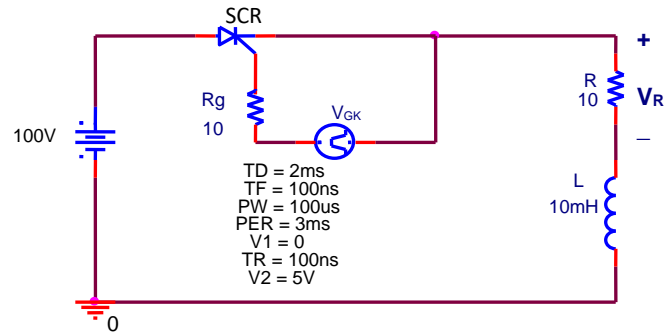 SCR
+
R
10
VR
_
Rg
10
VGK
100V
TD = 2ms
TF = 100ns
PW = 100us
PER = 3ms
V1 = 0
TR = 100ns
V2 = 5V
L
10mH
0